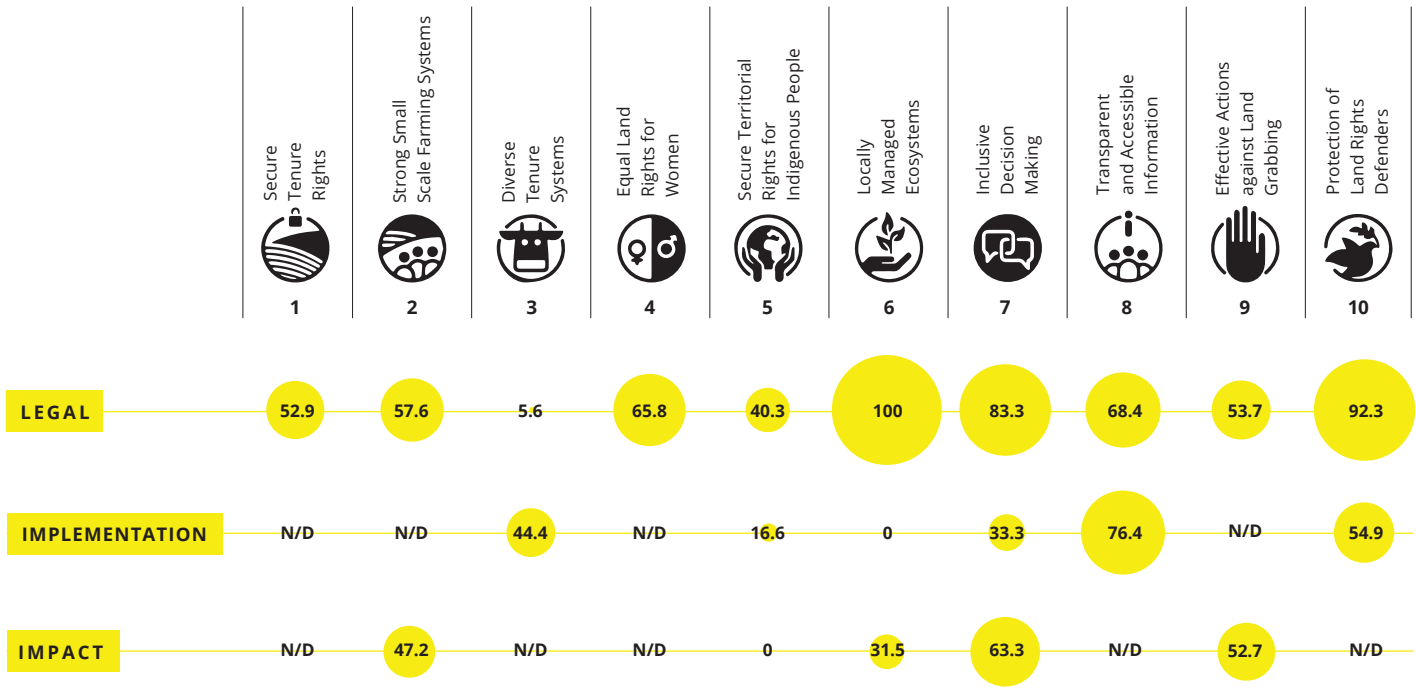 Secure
Tenure
Rights
Strong Small
Scale Farming Systems
Diverse
Tenure
Systems
Equal Land
Rights for
Women
Secure Territorial
Rights for
Indigenous People
Locally
Managed
Ecosystems
Inclusive
Decision
Making
Transparent
and Accessible
Information
Effective Actions
against Land
Grabbing
Protection of
Land Rights
Defenders
1 2 3 4 5 6 7 8 9 10
LEGAL 52.9 57.6 5.6 65.8 40.3 100 83.3 68.4 53.7 92.3
IMPLEMENTATION N/D N/D 44.4 N/D 16.6 0 33.3 76.4 N/D 54.9
IMPACT N/D 47.2 N/D N/D 0 31.5 63.3 N/D 52.7 N/D